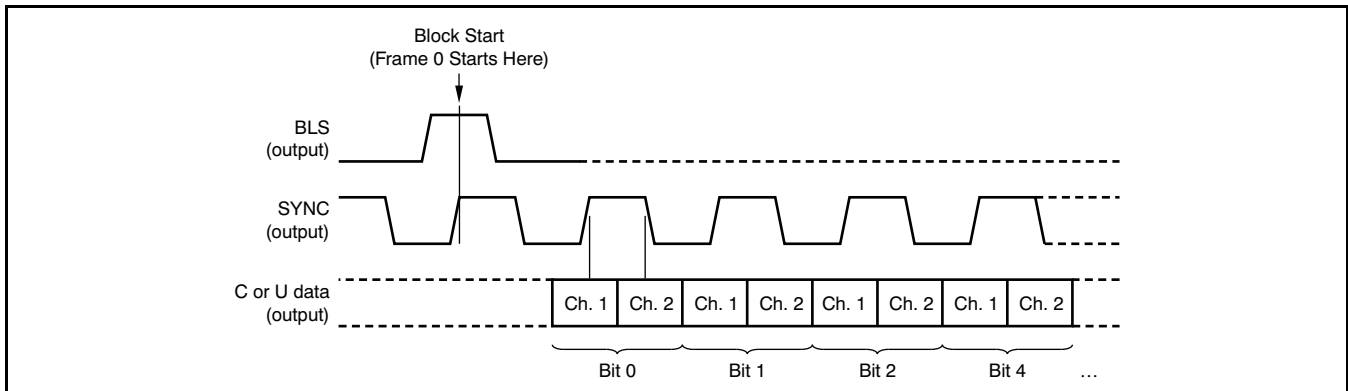 Block Start
(Frame 0 Starts Here)
BLS
(output)
SYNC
(output)
C or U data
(output)
Ch. 1 Ch. 2 Ch. 1 Ch. 2 Ch. 1 Ch. 2 Ch. 1 Ch. 2
Bit 0 Bit 1 Bit 2 Bit 4 ...